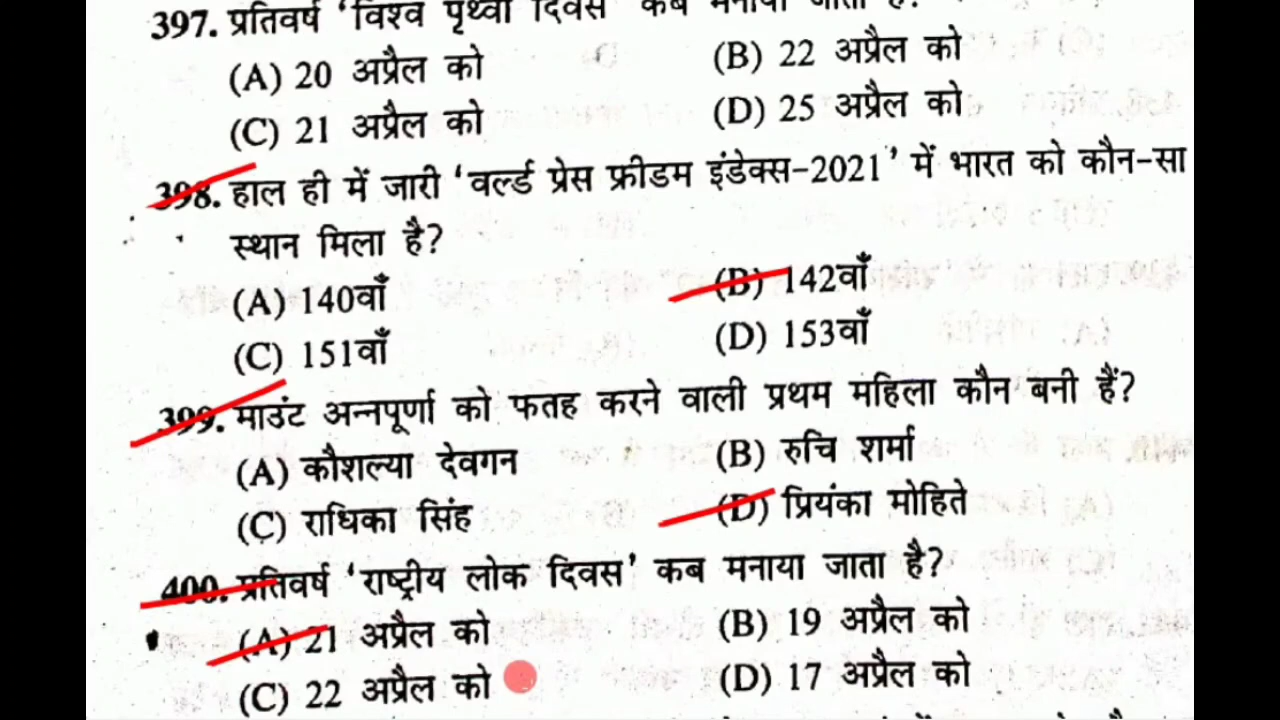 397. प्रतिवर्ष 'विश्व पृथ्वी दिवस' कब मनाया जाता है?
(A) 20 अप्रैल को (B) 22 अप्रैल को
(C) 21 अप्रैल को (D) 25 अप्रैल को
398. हाल ही में जारी 'वर्ल्ड प्रेस फ्रीडम इंडेक्स-2021' में भारत को कौन-सा
स्थान मिला है?
(A) 140वाँ (B) 142वाँ
(C) 151वाँ (D) 153वाँ
399. माउंट अन्नपूर्णा को फतह करने वाली प्रथम महिला कौन बनी हैं?
(A) कौशल्या देवगन (B) रुचि शर्मा
(C) राधिका सिंह (D) प्रियंका मोहिते
400. प्रतिवर्ष 'राष्ट्रीय लोक दिवस' कब मनाया जाता है?
(A) 21 अप्रैल को (B) 19 अप्रैल को
(C) 22 अप्रैल को (D) 17 अप्रैल को